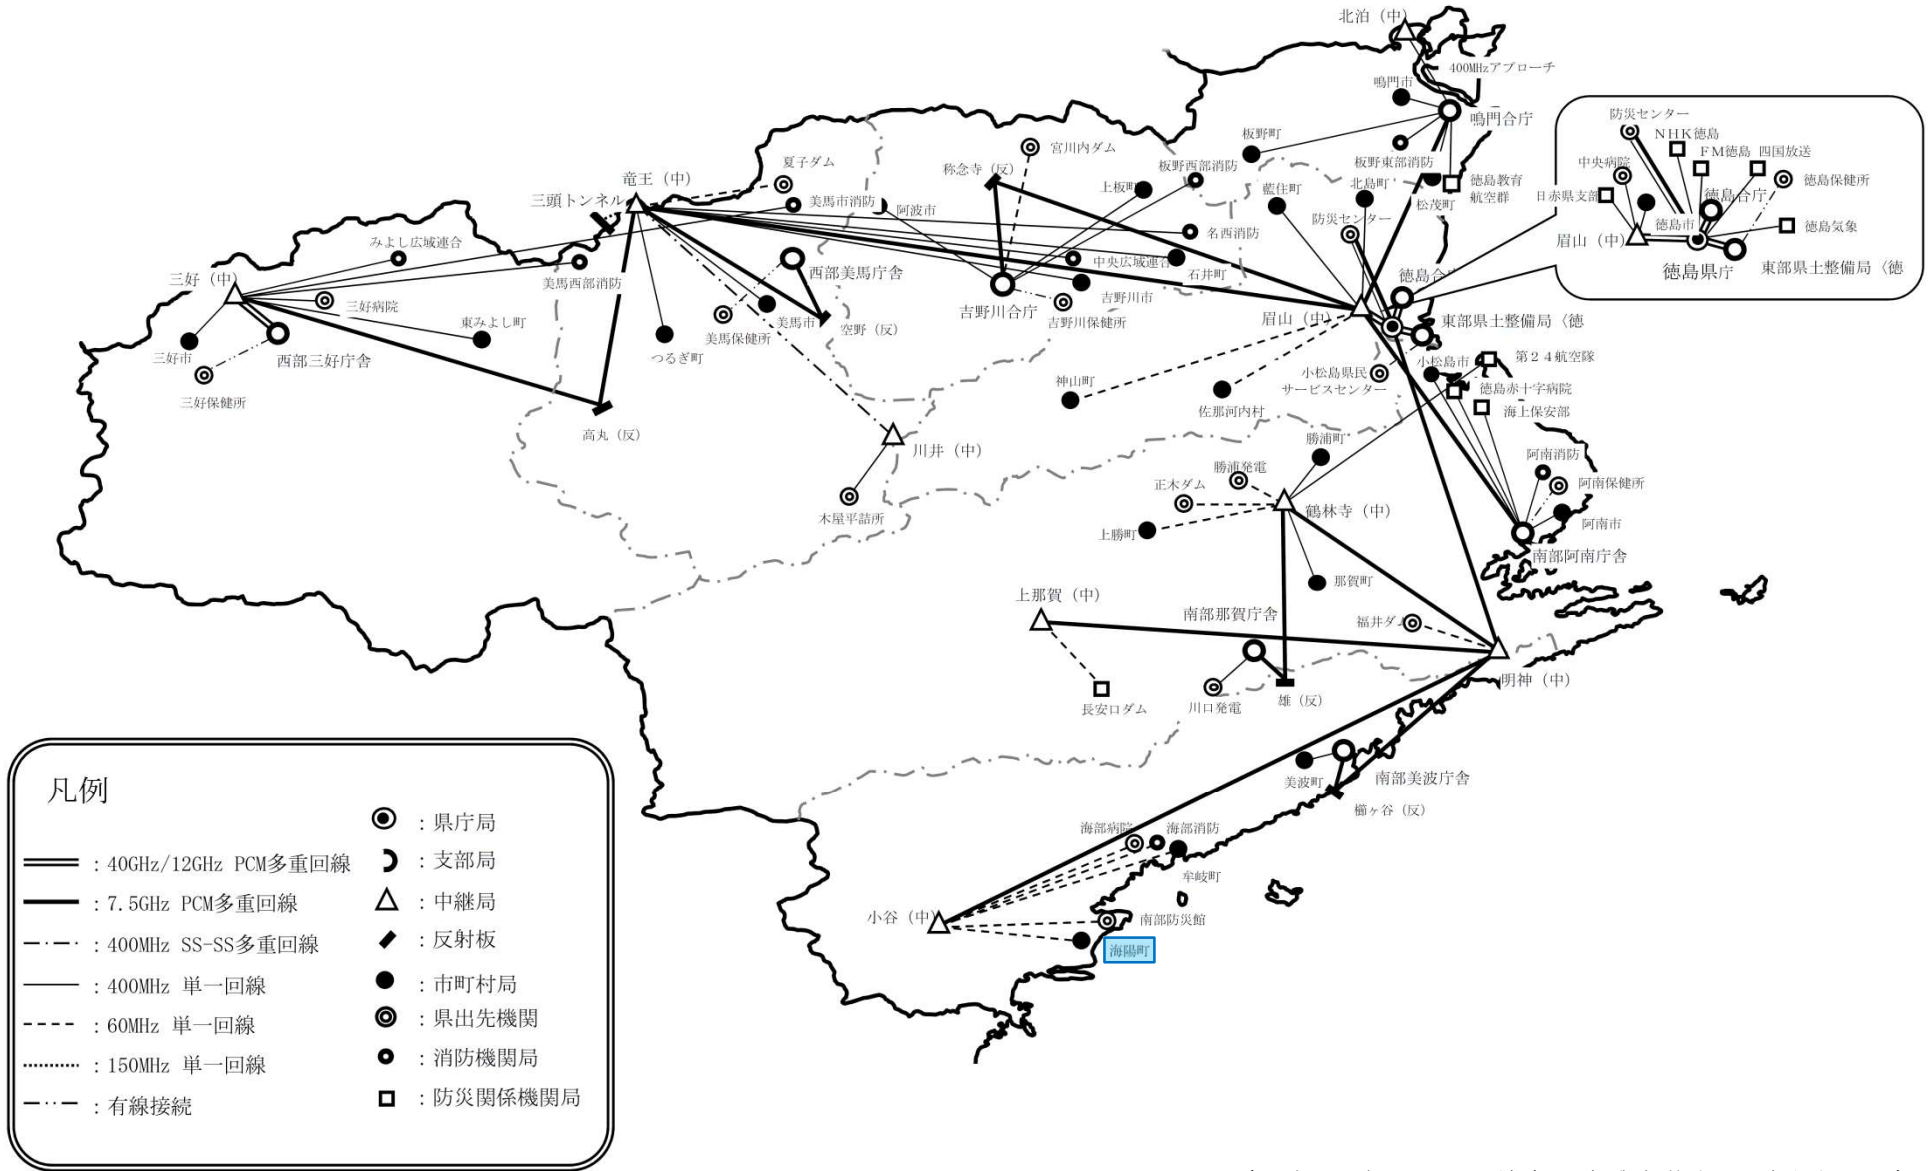 北泊（中）
400MHzアプローチ
鳴門市
鳴門合庁
防災センター
NHK徳島
FM徳島 四国放送
中央病院
徳島合庁
徳島保健所
日赤県支部
徳島市
徳島気象
眉山（中）
徳島県庁
東部県土整備局〈徳
板野町
板野東部消防
徳島教育
航空群
松茂町
北島町
藍住町
防災センター
板野西部消防
上板町
宮川内ダム
称念寺（反）
夏子ダム
竜王（中）
三頭トンネル
美馬市消防
阿波市
名西消防
みよし広域連合
三好（中）
美馬西部消防
西部美馬庁舎
中央広域連合
石井町
徳島合庁
三好病院
東みよし町
美馬市
吉野川合庁
吉野川市
吉野川保健所
眉山（中）
東部県土整備局〈徳
三好市
西部三好庁舎
つるぎ町
美馬保健所
空野（反）
小松島市
第24航空隊
三好保健所
神山町
佐那河内村
小松島県民
サービスセンター
徳島赤十字病院
海上保安部
高丸（反）
川井（中）
勝浦町
阿南消防
勝浦発電
正木ダム
阿南保健所
木屋平詰所
上勝町
鶴林寺（中）
阿南市
南部阿南庁舎
那賀町
上那賀（中）
南部那賀庁舎
福井ダム
明神（中）
長安口ダム
川口発電
雄（反）
美波町
南部美波庁舎
櫛ヶ谷（反）
海部病院
海部消防
牟岐町
小谷（中）
南部防災館
海陽町
凡例
：40GHz/12GHz PCM多重回線
：7.5GHz PCM多重回線
：400MHz SS-SS多重回線
：400MHz 単一回線
：60MHz 単一回線
：150MHz 単一回線
：有線接続
：県庁局
：支部局
：中継局
：反射板
：市町村局
：県出先機関
：消防機関局
：防災関係機関局